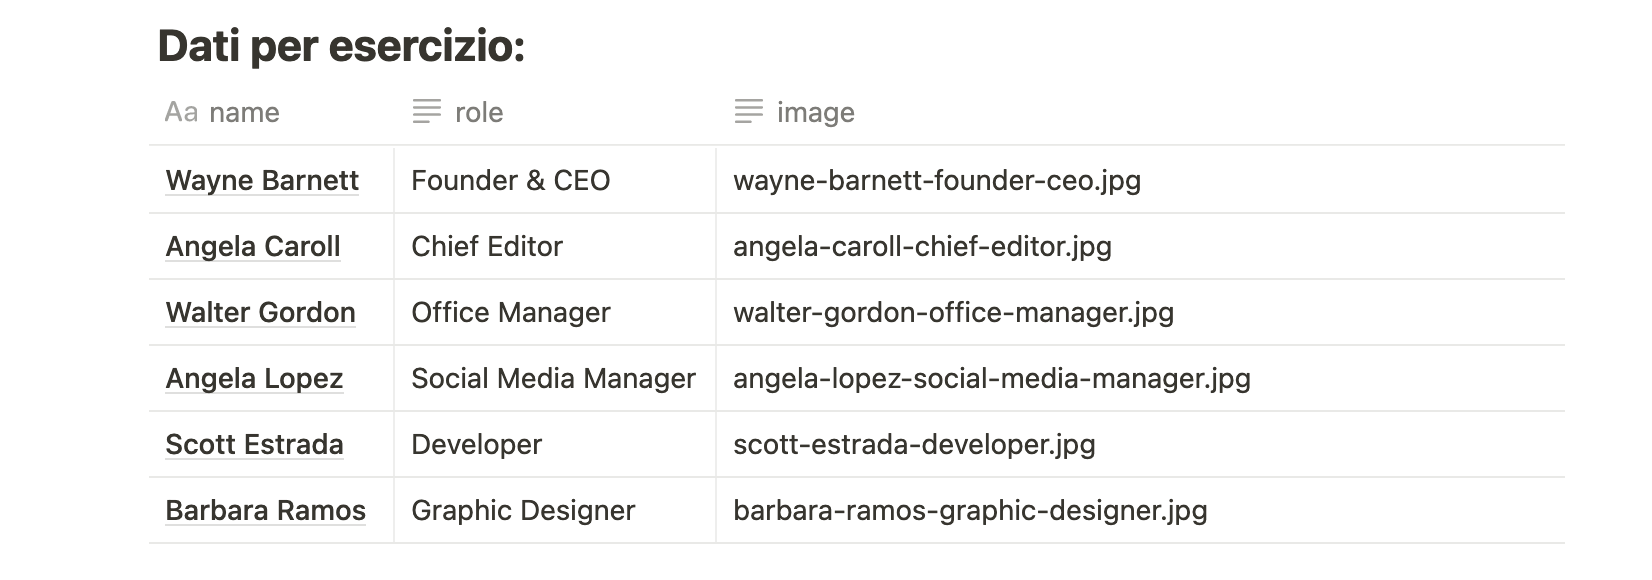 Dati per esercizio:
Aa name role image
Wayne Barnett Founder & CEO wayne-barnett-founder-ceo.jpg
Angela Caroll Chief Editor angela-caroll-chief-editor.jpg
Walter Gordon Office Manager walter-gordon-office-manager.jpg
Angela Lopez Social Media Manager angela-lopez-social-media-manager.jpg
Scott Estrada Developer scott-estrada-developer.jpg
Barbara Ramos Graphic Designer barbara-ramos-graphic-designer.jpg